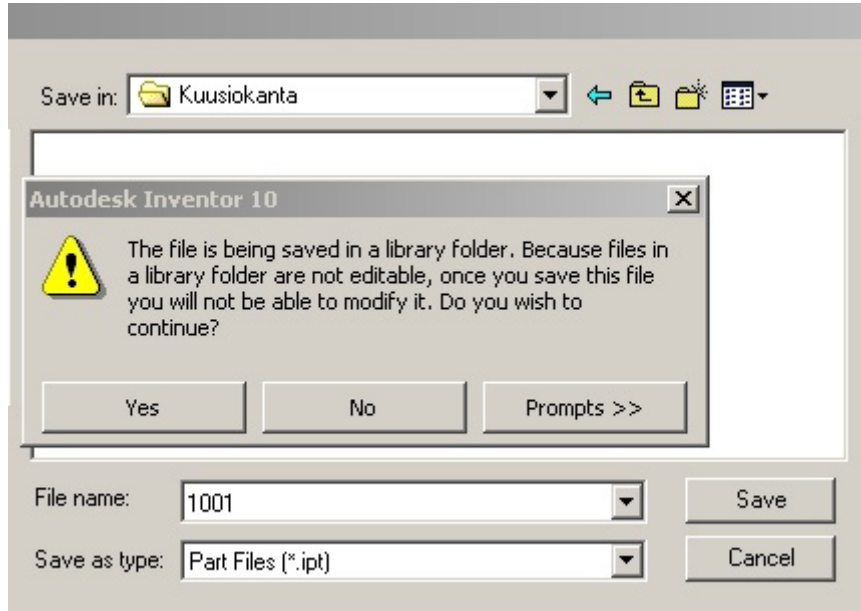 Save in: Kuusiokanta
Autodesk Inventor 10
The file is being saved in a library folder. Because files in
a library folder are not editable, once you save this file
you will not be able to modify it. Do you wish to
continue?
Yes No Prompts >>
File name: 1001 Save
Save as type: Part Files (*.ipt) Cancel